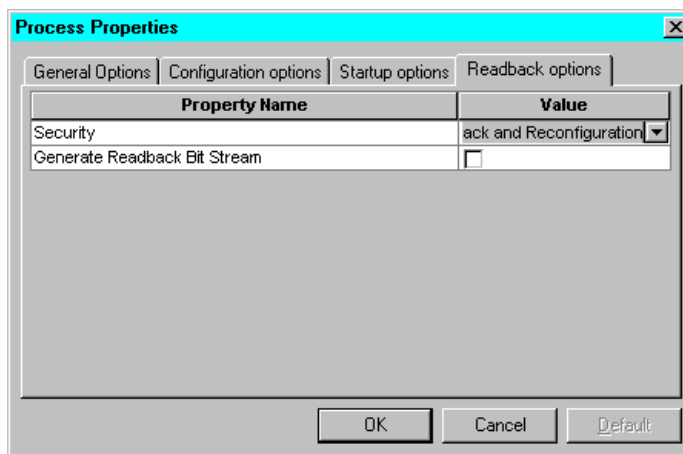 Process Properties
General Options Configuration options Startup options Readback options
Property Name Value
Security ack and Reconfiguration
Generate Readback Bit Stream
OK Cancel Default